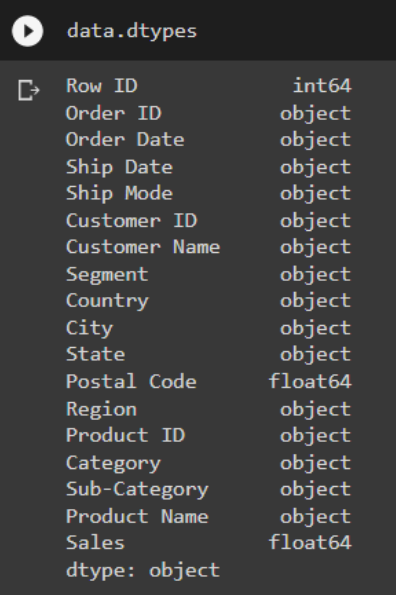 data.dtypes
Row ID int64
Order ID object
Order Date object
Ship Date object
Ship Mode object
Customer ID object
Customer Name object
Segment object
Country object
City object
State object
Postal Code float64
Region object
Product ID object
Category object
Sub-Category object
Product Name object
Sales float64
dtype: object